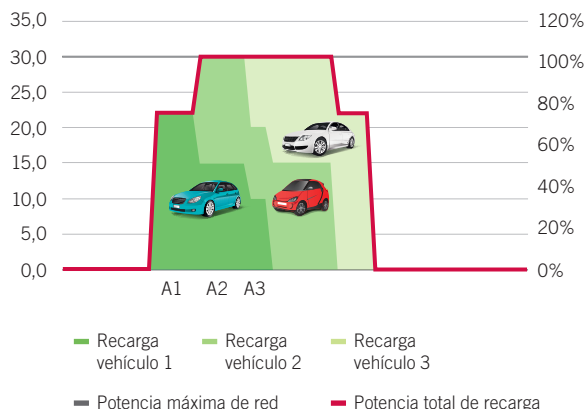 35,0
30,0
25,0
20,0
15,0
10,0
5,0
0,0
120%
100%
80%
60%
40%
20%
0%
A1 A2 A3
Recarga vehículo 1
Recarga vehículo 2
Recarga vehículo 3
Potencia máxima de red
Potencia total de recarga